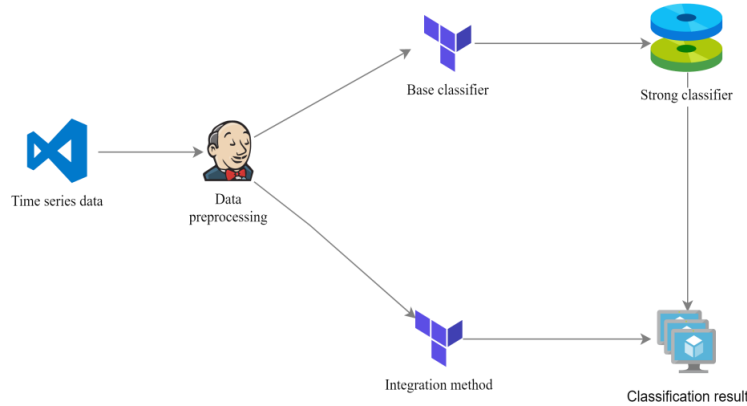 Base classifier
Strong classifier
Time series data
Data
preprocessing
Integration method
Classification result